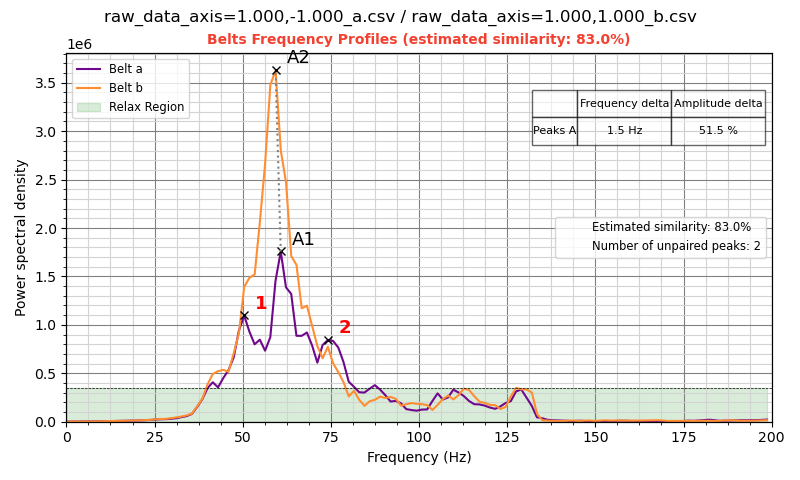 raw_data_axis=1.000,-1.000_a.csv / raw_data_axis=1.000,1.000_b.csv
Belts Frequency Profiles (estimated similarity: 83.0%)
1e6
A2
Belt a
Belt b
Relax Region
Frequency delta Amplitude delta
Peaks A 1.5 Hz 51.5 %
Estimated similarity: 83.0%
Number of unpaired peaks: 2
A1
1
2
Power spectral density
3.5
3.0
2.5
2.0
1.5
1.0
0.5
0.0
0 25 50 75 100 125 150 175 200
Frequency (Hz)